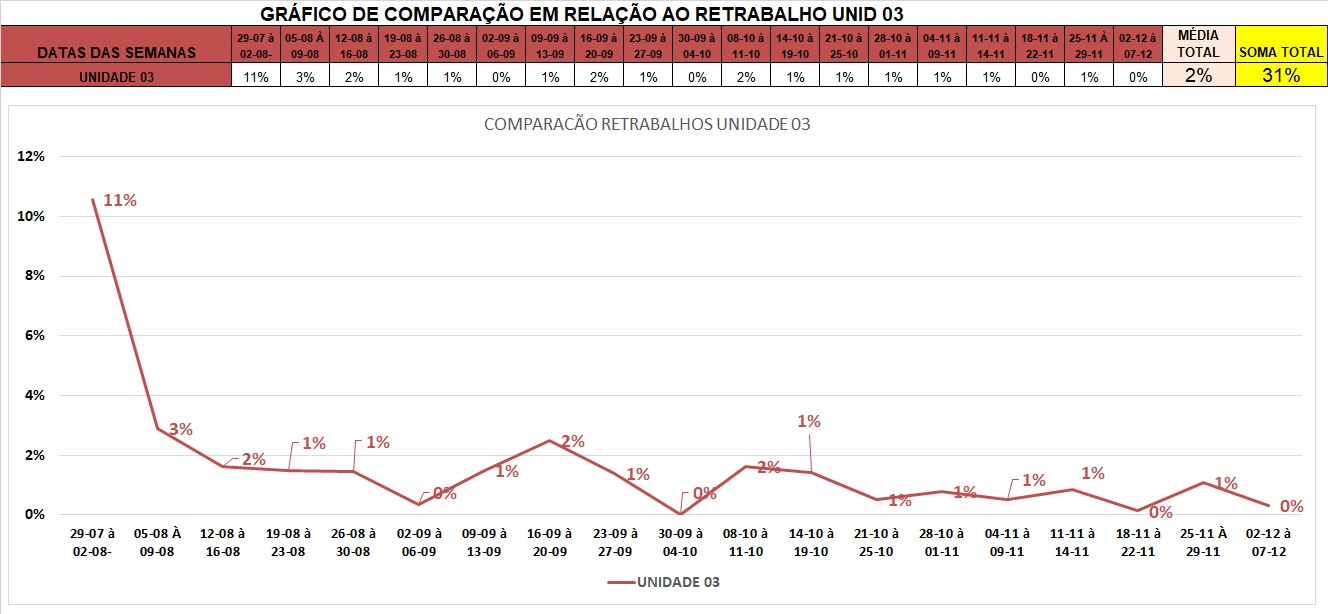 GRÁFICO DE COMPARAÇÃO EM RELAÇÃO AO RETRABALHO UNID 03
DATAS DAS SEMANAS 29-07 à 02-08- 05-08 À 09-08 12-08 à 16-08 19-08 à 23-08 26-08 à 30-08 02-09 à 06-09 09-09 à 13-09 16-09 à 20-09 23-09 à 27-09 30-09 à 04-10 08-10 à 11-10 14-10 à 19-10 21-10 à 25-10 28-10 à 01-11 04-11 à 09-11 11-11 à 14-11 18-11 à 22-11 25-11 À 29-11 02-12 à 07-12 MÉDIA TOTAL SOMA TOTAL
UNIDADE 03 11% 3% 2% 1% 1% 0% 1% 2% 1% 0% 2% 1% 1% 1% 1% 1% 0% 1% 0% 2% 31%
COMPARACÃO RETRABALHOS UNIDADE 03
12%
10%
8%
6%
4%
2%
0%
11% 3% 2% 1% 1% 0% 1% 2% 1% 0% 2% 1% 1% 1% 1% 1% 0% 1% 0%
29-07 à 05-08 À 12-08 à 19-08 à 26-08 à 02-09 à 09-09 à 16-09 à 23-09 à 30-09 à 08-10 à 14-10 à 21-10 à 28-10 à 04-11 à 11-11 à 18-11 à 25-11 À 02-12 à
02-08- 09-08 16-08 23-08 30-08 06-09 13-09 20-09 27-09 04-10 11-10 19-10 25-10 01-11 09-11 14-11 22-11 29-11 07-12
UNIDADE 03